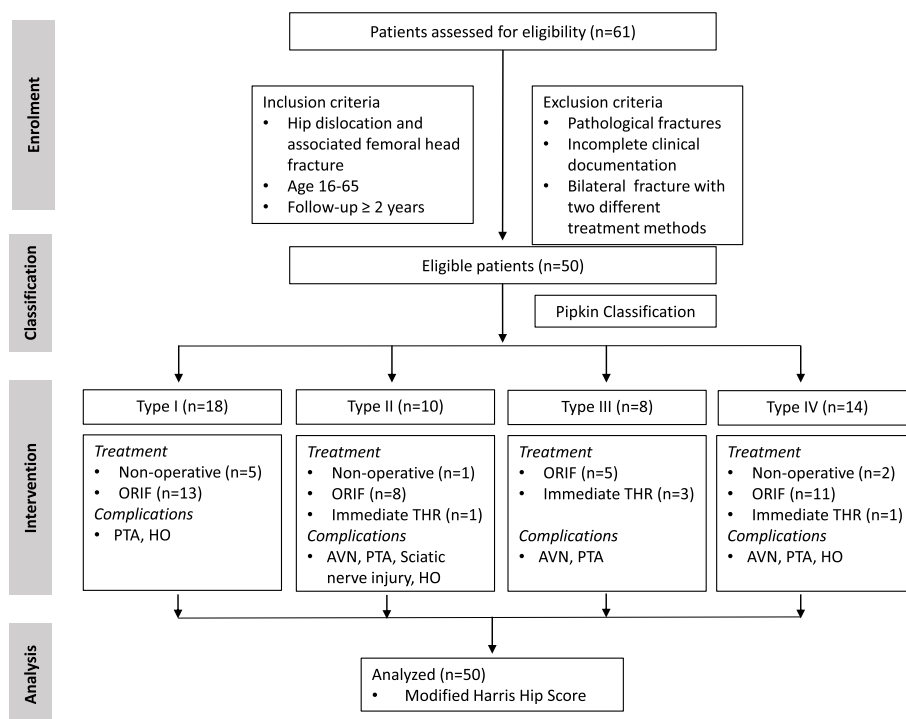 Enrolment
Patients assessed for eligibility (n=61)
Inclusion criteria
• Hip dislocation and
associated femoral head
fracture
• Age 16-65
• Follow-up ≥ 2 years
Exclusion criteria
• Pathological fractures
• Incomplete clinical
documentation
• Bilateral fracture with
two different
treatment methods
Classification
Eligible patients (n=50)
Pipkin Classification
Intervention
Type I (n=18)
Treatment
• Non-operative (n=5)
• ORIF (n=13)
Complications
• PTA, HO
Type II (n=10)
Treatment
• Non-operative (n=1)
• ORIF (n=8)
• Immediate THR (n=1)
Complications
• AVN, PTA, Sciatic
nerve injury, HO
Type III (n=8)
Treatment
• ORIF (n=5)
• Immediate THR (n=3)
Complications
• AVN, PTA
Type IV (n=14)
Treatment
• Non-operative (n=2)
• ORIF (n=11)
• Immediate THR (n=1)
Complications
• AVN, PTA, HO
Analysis
Analyzed (n=50)
• Modified Harris Hip Score